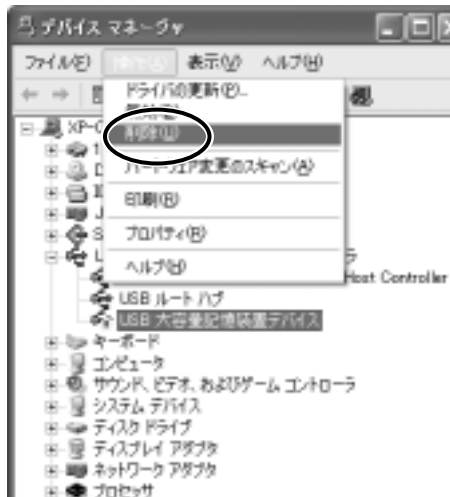 デバイス マネージャ
ファイル(F) 操作(A) 表示(V) ヘルプ(H)
ドライバの更新(P)...
無効(D)
削除(U)
ハードウェア変更のスキャン(A)
印刷(R)
プロパティ(R)
ヘルプ(H)
XP-
Host Controller
USB ルート ハブ
USB 大容量記憶装置デバイス
キーボード
コンピュータ
サウンド、ビデオ、およびゲーム コントローラ
システム デバイス
ディスク ドライブ
ディスプレイ アダプタ
ネットワーク アダプタ
プロセッサ